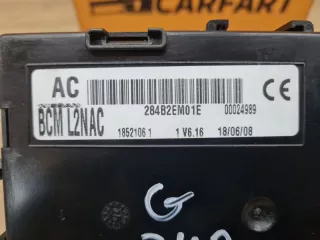 CARFART
AC
284B2EM01E 00024989
CE
BCM L2NAC
1852106 1 1 V6.16 18/06/08
G